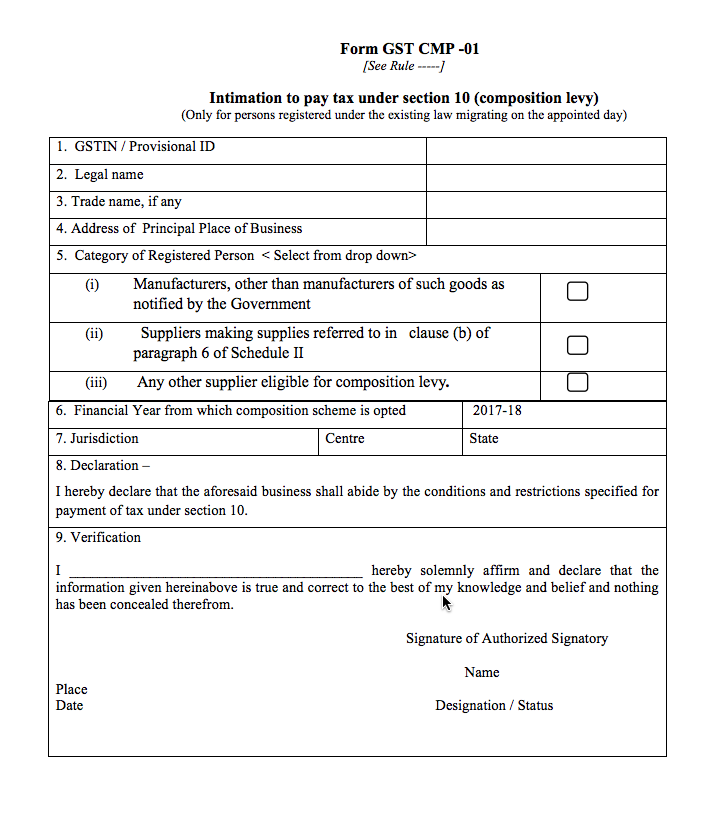 Form GST CMP -01
[See Rule -----]
Intimation to pay tax under section 10 (composition levy)
(Only for persons registered under the existing law migrating on the appointed day)
1. GSTIN / Provisional ID
2. Legal name
3. Trade name, if any
4. Address of Principal Place of Business
5. Category of Registered Person < Select from drop down>
(i) Manufacturers, other than manufacturers of such goods as
notified by the Government
(ii) Suppliers making supplies referred to in clause (b) of
paragraph 6 of Schedule II
(iii) Any other supplier eligible for composition levy.
6. Financial Year from which composition scheme is opted 2017-18
7. Jurisdiction Centre State
8. Declaration –
I hereby declare that the aforesaid business shall abide by the conditions and restrictions specified for
payment of tax under section 10.
9. Verification
I ________________________________________ hereby solemnly affirm and declare that the
information given hereinabove is true and correct to the best of my knowledge and belief and nothing
has been concealed therefrom.
Signature of Authorized Signatory
Name
Place
Date Designation / Status